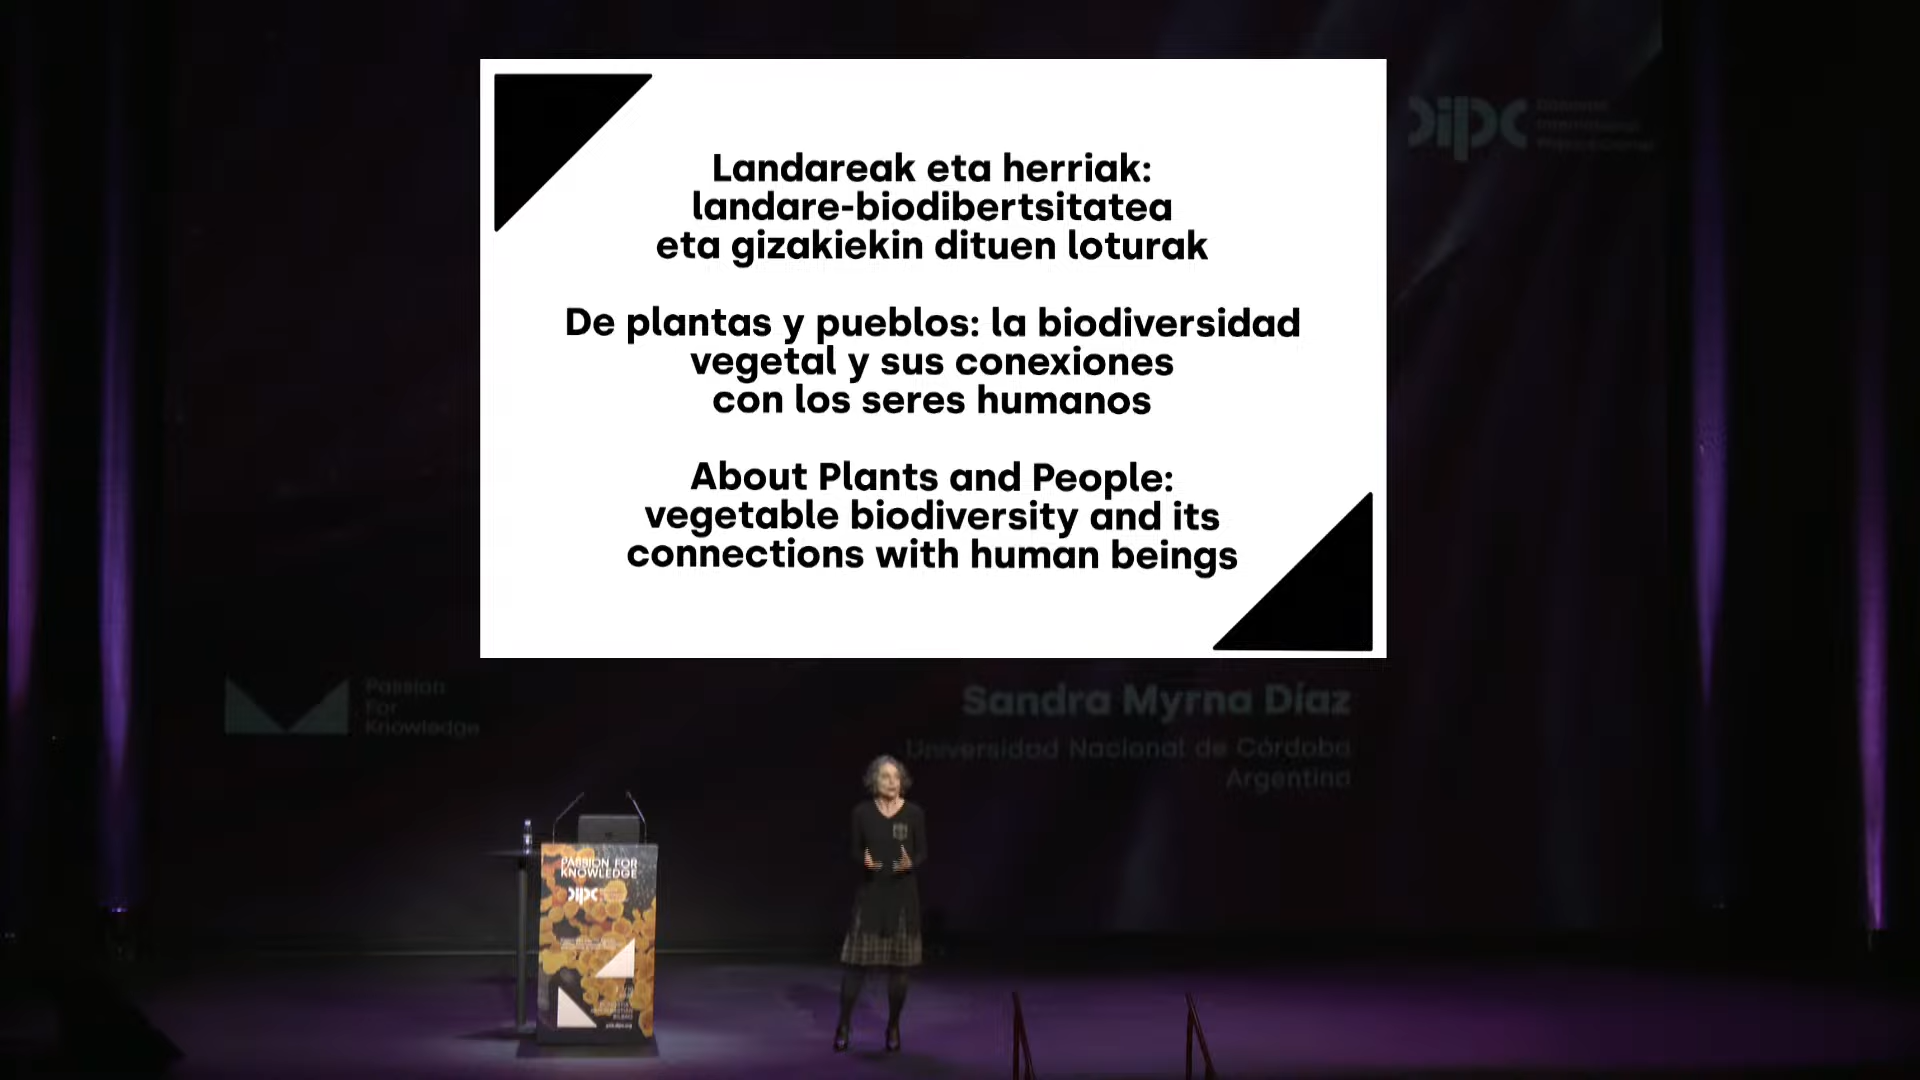 Landareak eta herriak:
landare-biodibertsitatea
eta gizakiekin dituen loturak
De plantas y pueblos: la biodiversidad
vegetal y sus conexiones
con los seres humanos
About Plants and People:
vegetable biodiversity and its
connections with human beings
dipc
Passion
For
Knowledge
Sandra Myrna Díaz
Universidad Nacional de Córdoba
Argentina
PASSION FOR
KNOWLEDGE
dipc